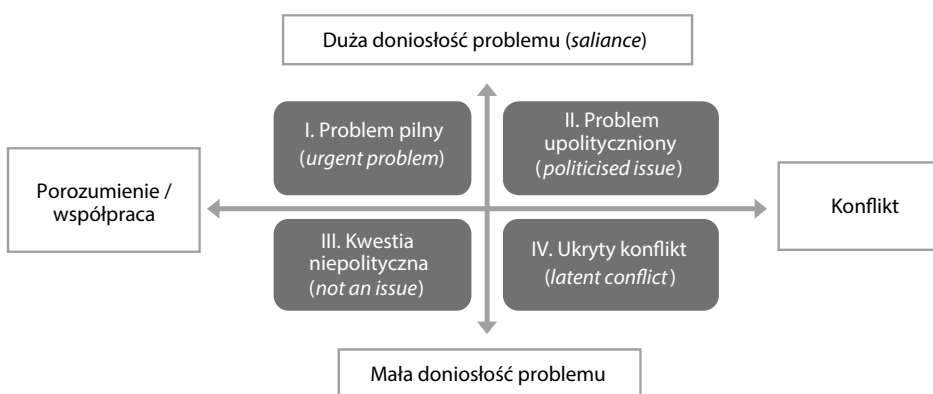 Duża doniosłość problemu (saliance)
I. Problem pilny
(urgent problem)
II. Problem
upolityczniony
(politicised issue)
Porozumienie /
współpraca
Konflikt
III. Kwestia
niepolityczna
(not an issue)
IV. Ukryty konflikt
(latent conflict)
Mała doniosłość problemu